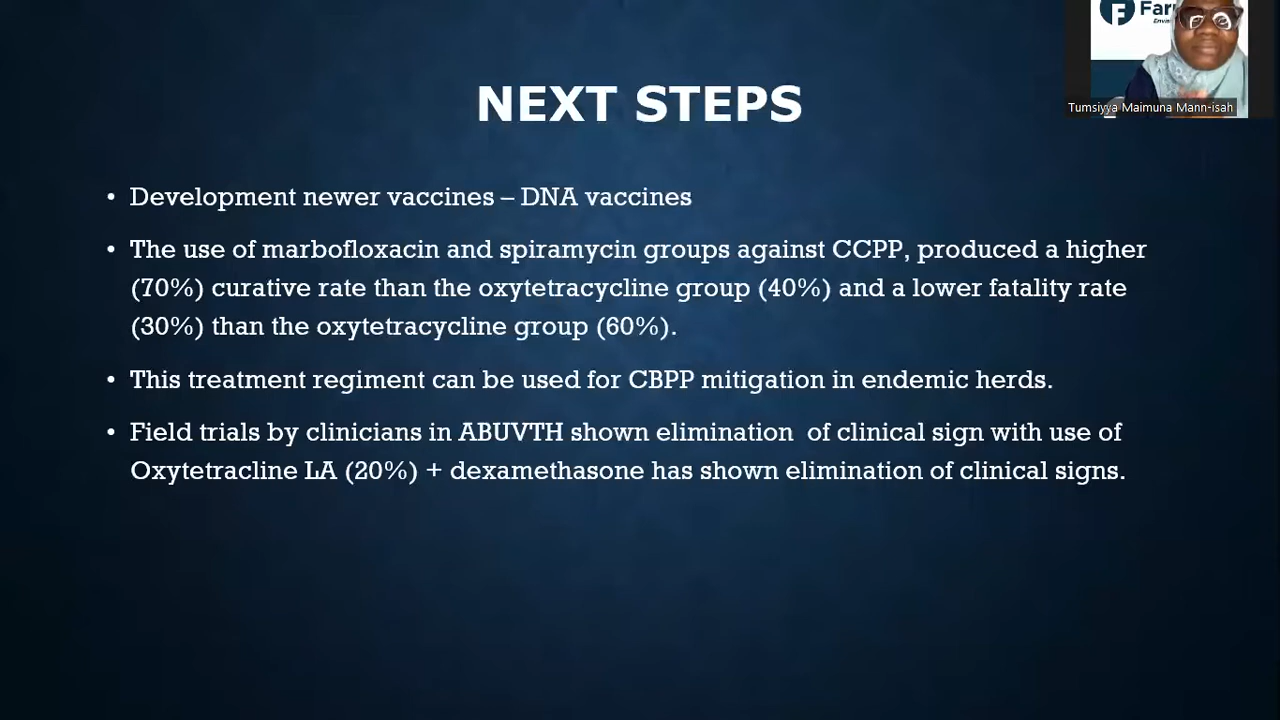 Far
Tumsiyya Maimuna Mann-isah
NEXT STEPS
• Development newer vaccines – DNA vaccines
• The use of marbofloxacin and spiramycin groups against CCPP, produced a higher
(70%) curative rate than the oxytetracycline group (40%) and a lower fatality rate
(30%) than the oxytetracycline group (60%).
• This treatment regiment can be used for CBPP mitigation in endemic herds.
• Field trials by clinicians in ABUVTH shown elimination  of clinical sign with use of
Oxytetracline LA (20%) + dexamethasone has shown elimination of clinical signs.